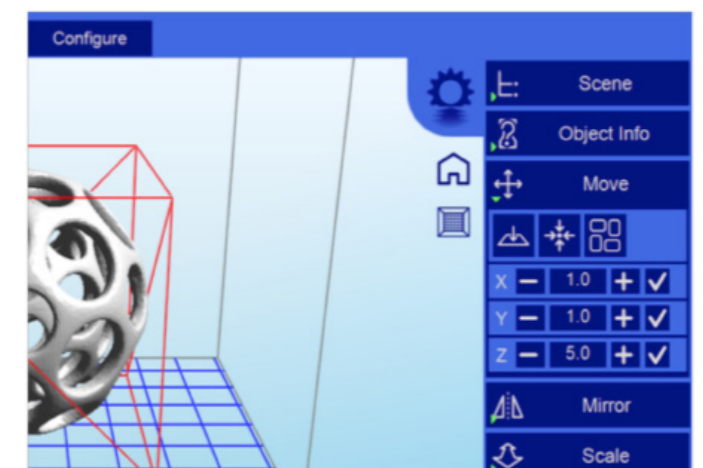 Configure
Scene
Object Info
Move
X 1.0
Y 1.0
Z 5.0
Mirror
Scale